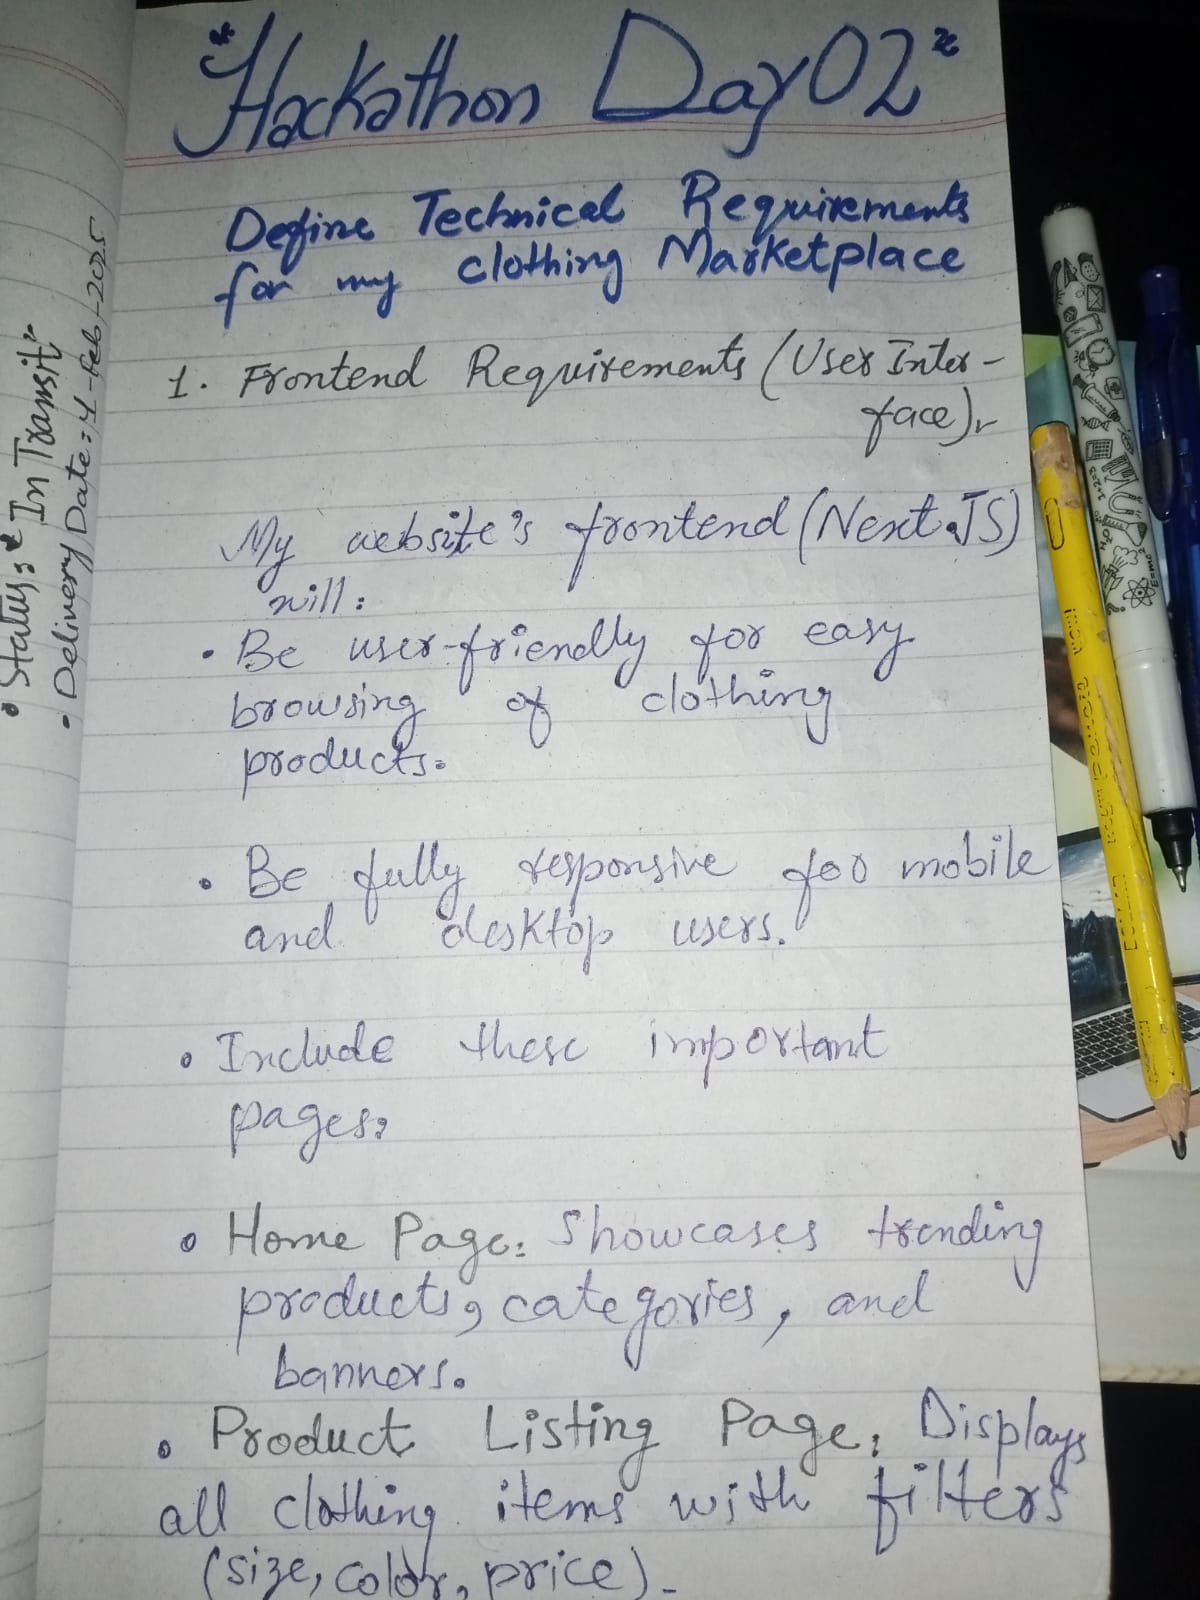 "Hackathon Day 02"
Define Technical Requirements
for my clothing Marketplace
1. Frontend Requirements (User Inter-
face)
My website's frontend (Next.JS)
will:
• Be user-friendly for easy
browsing of clothing
products.
• Be fully responsive for mobile
and desktop users.
• Include these important
pages:
• Home Page: Showcases trending
products, categories, and
banners.
• Product Listing Page: Displays
all clothing items with filters
(size, color, price).
• Status: "In Transit"
• Delivery Date: 4-Feb-2025
E=mc²